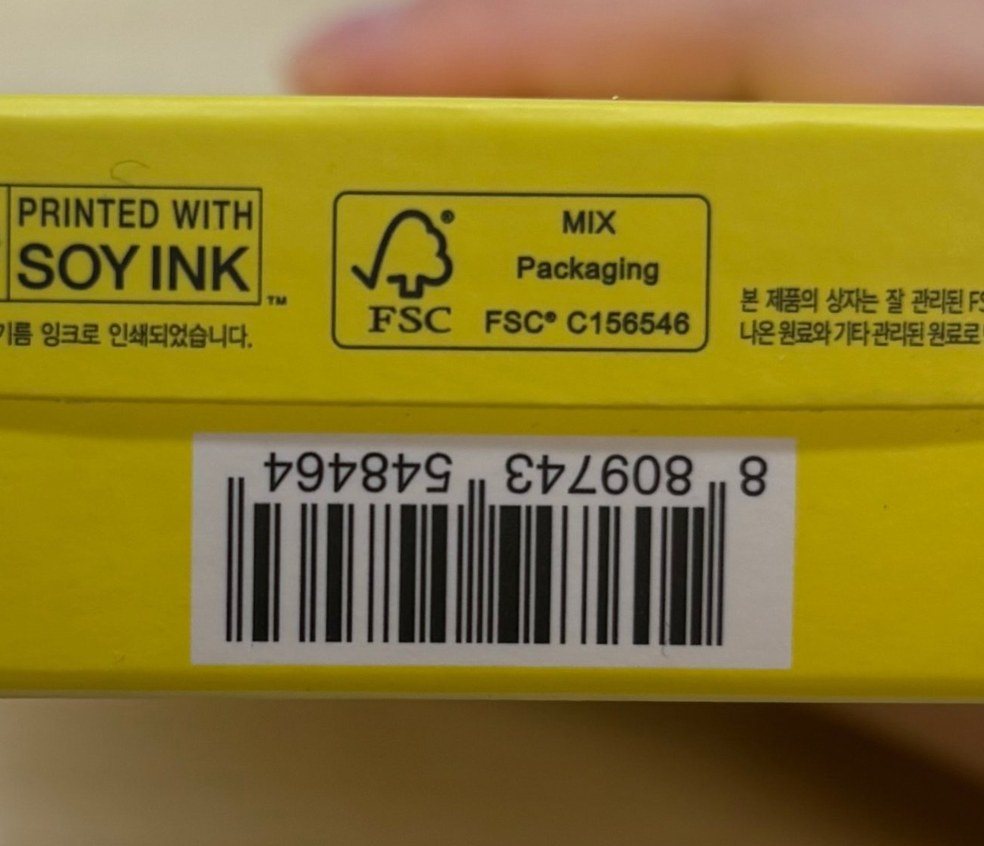 PRINTED WITH
SOY INK ™
기름 잉크로 인쇄되었습니다.
®
FSC
MIX
Packaging
FSC® C156546
본 제품의 상자는 잘 관리된 FS
나온 원료와 기타 관리된 원료로
8 809743 548464